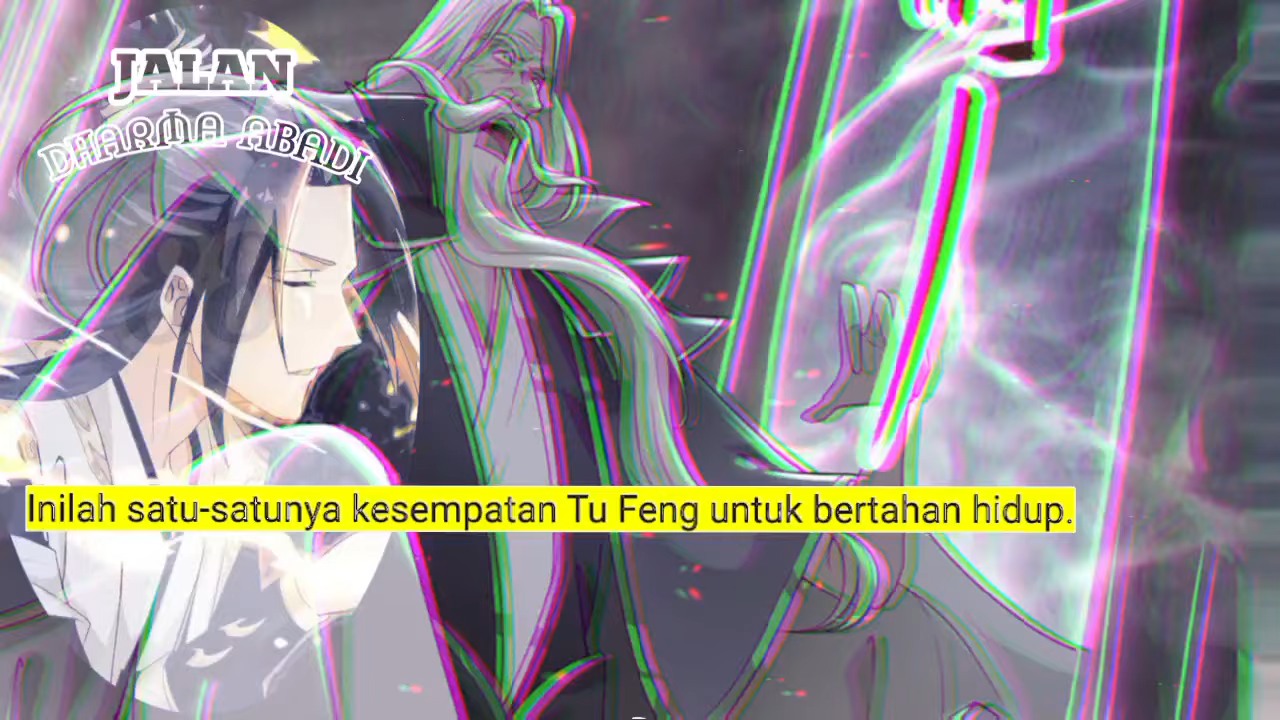 JALAN
DHARMA ABADI
Inilah satu-satunya kesempatan Tu Feng untuk bertahan hidup.